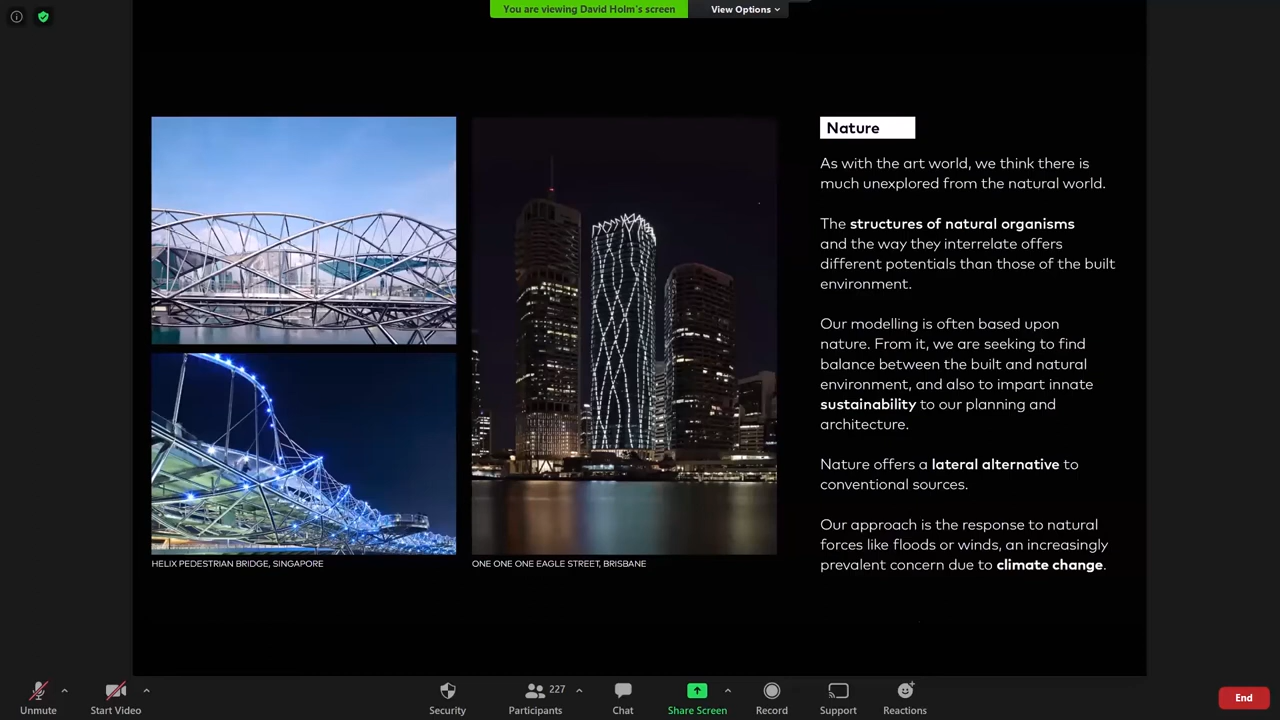 You are viewing David Holm's screen
View Options
Nature
As with the art world, we think there is
much unexplored from the natural world.
The structures of natural organisms
and the way they interrelate offers
different potentials than those of the built
environment.
Our modelling is often based upon
nature. From it, we are seeking to find
balance between the built and natural
environment, and also to impart innate
sustainability to our planning and
architecture.
Nature offers a lateral alternative to
conventional sources.
Our approach is the response to natural
forces like floods or winds, an increasingly
prevalent concern due to climate change.
HELIX PEDESTRIAN BRIDGE, SINGAPORE
ONE ONE ONE EAGLE STREET, BRISBANE
Unmute
Start Video
Security
227
Participants
Chat
Share Screen
Record
Support
Reactions
End